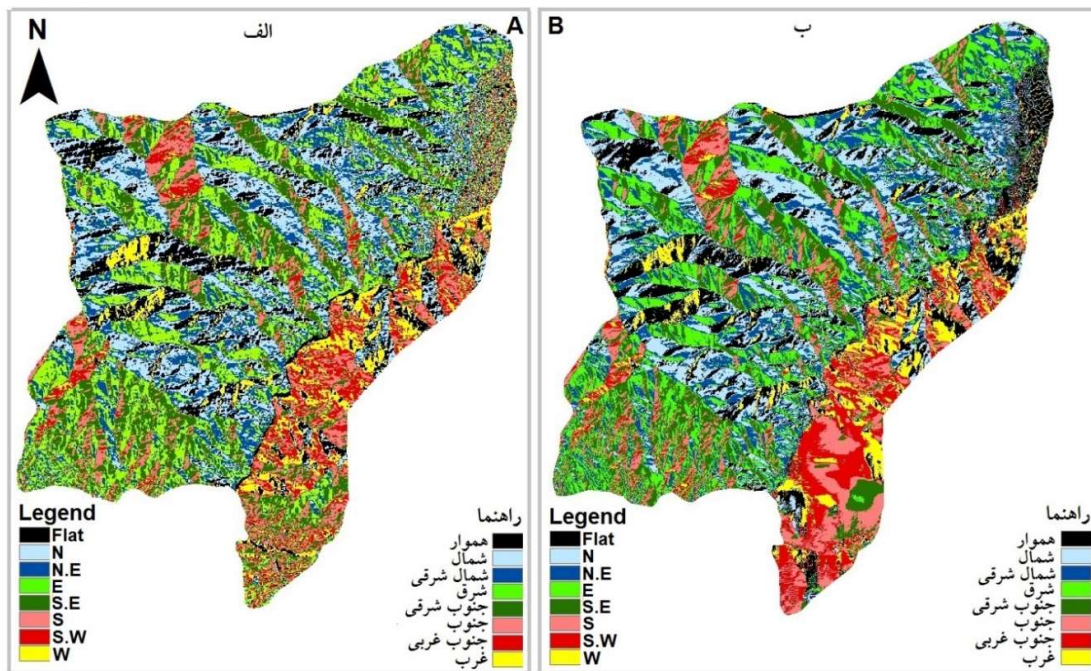 N
الف
A
Legend
Flat
N
N.E
E
S.E
S
S.W
W
راهنما
هموار
شمال
شمال شرقی
شرق
جنوب شرقی
جنوب
جنوب غربی
غرب
B
ب
Legend
Flat
N
N.E
E
S.E
S
S.W
W
راهنما
هموار
شمال
شمال شرقی
شرق
جنوب شرقی
جنوب
جنوب غربی
غرب